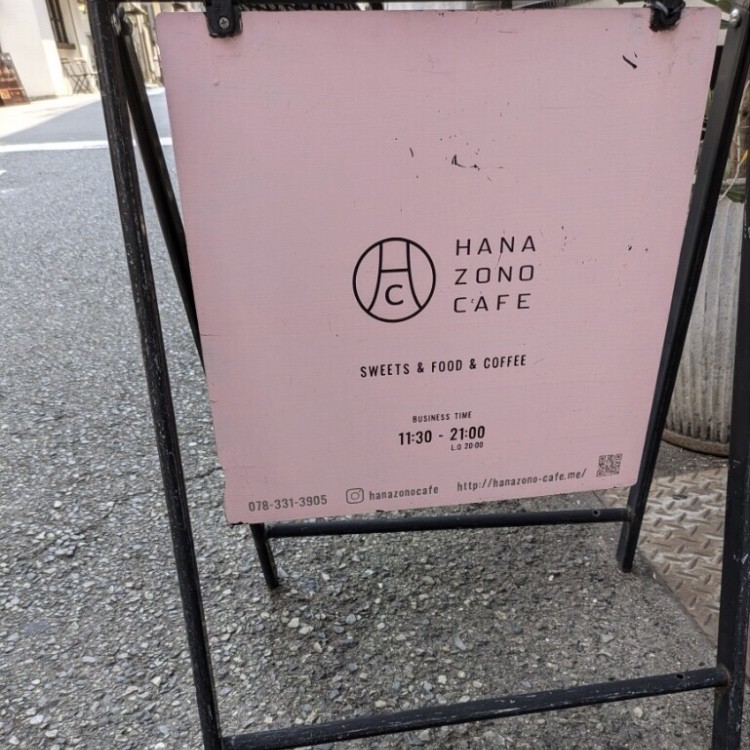 HC
HANA
ZONO
CAFE
SWEETS & FOOD & COFFEE
BUSINESS TIME
11:30 - 21:00
L.O 20:00
078-331-3905 hanazonocafe http://hanazono-cafe.me/